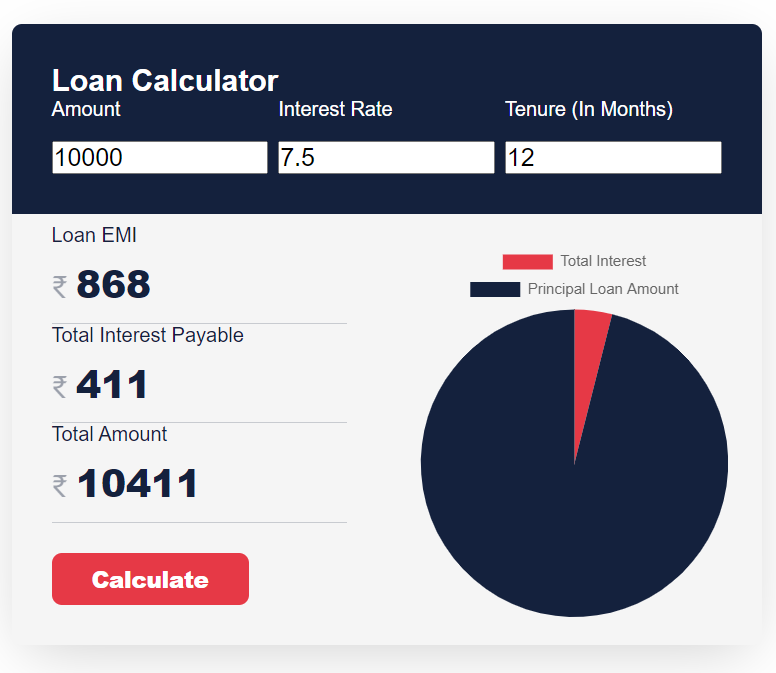 Loan Calculator
Amount Interest Rate Tenure (In Months)
10000 7.5 12
Loan EMI
₹ 868
Total Interest Payable
₹ 411
Total Amount
₹ 10411
Calculate
Total Interest
Principal Loan Amount